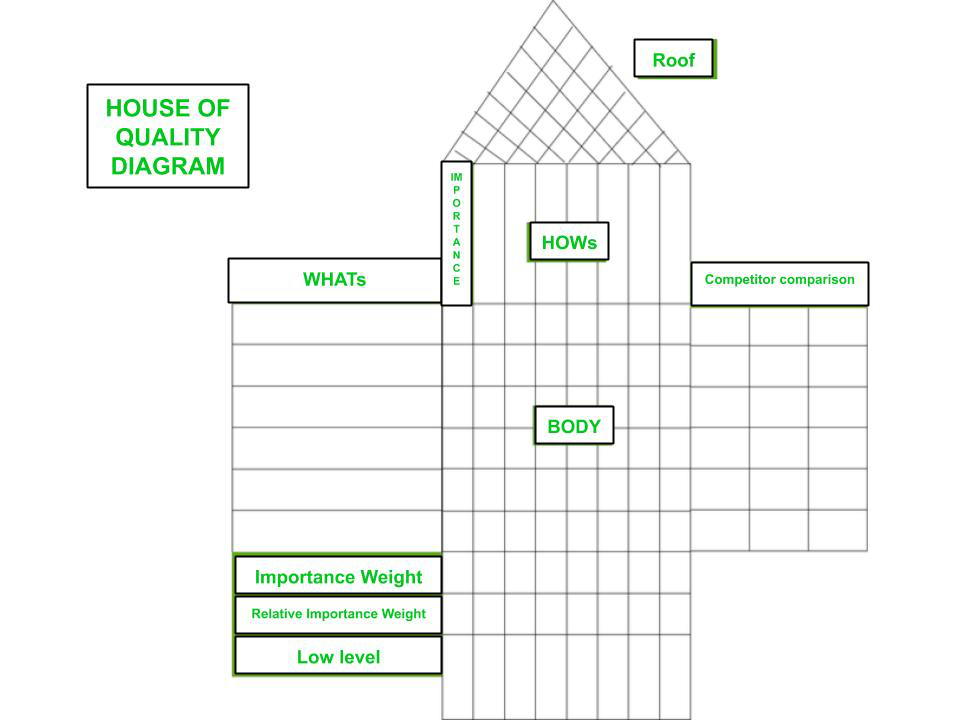 Roof
HOUSE OF
QUALITY
DIAGRAM
IM
P
O
R
T
A
N
C
E
HOWs
WHATs
Competitor comparison
BODY
Importance Weight
Relative Importance Weight
Low level